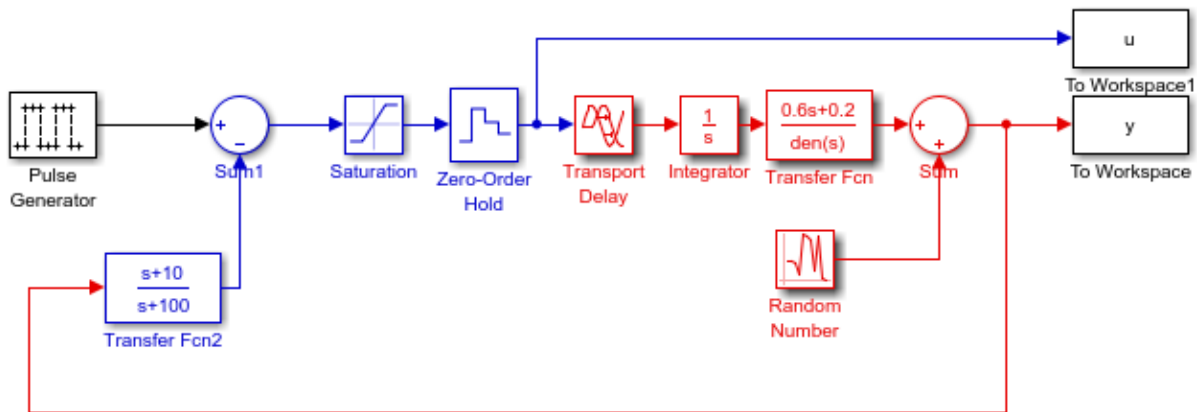 u
To Workspace1
+
−
Pulse
Generator
Sum1
Saturation
Zero-Order
Hold
Transport
Delay
1
s
Integrator
0.6s+0.2
den(s)
Transfer Fcn
+
+
Sum
y
To Workspace
s+10
s+100
Transfer Fcn2
Random
Number